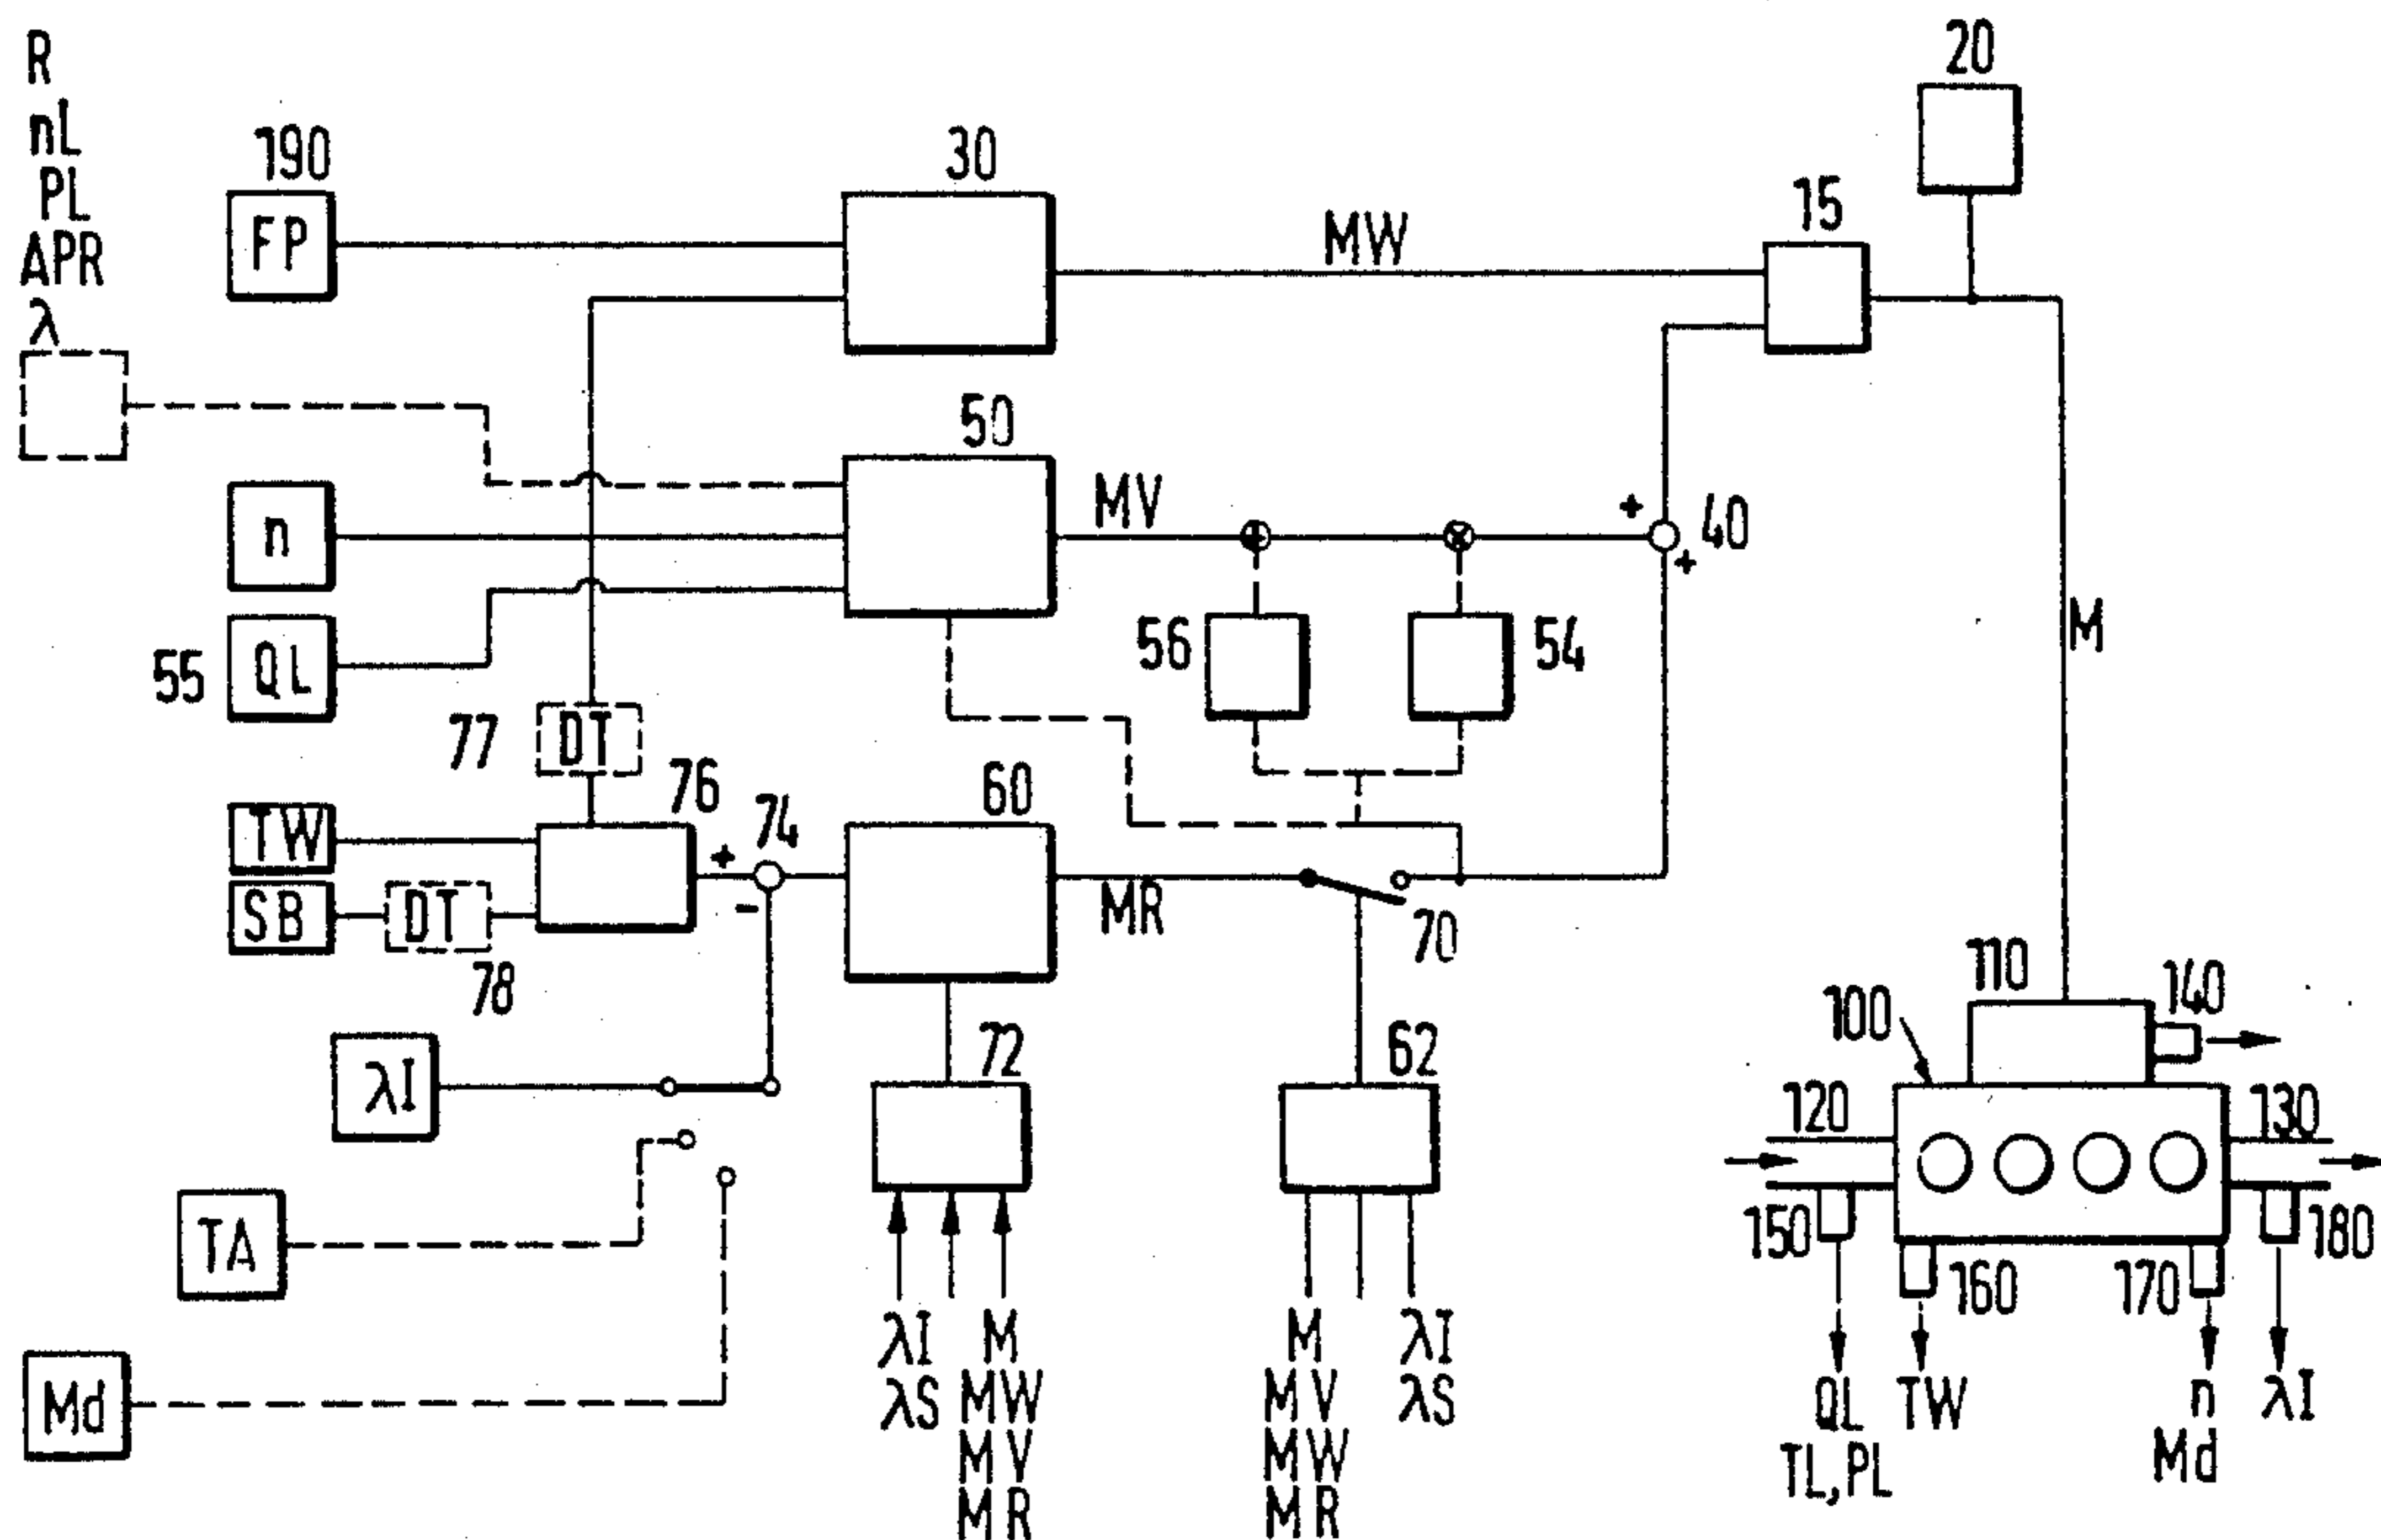 R
nL
PL
APR
λ
190
FP
30
MW
15
20
50
n
MV
+
40
+
55
QL
56
54
M
77
DT
76
74
60
TW
+
SB
DT
-
MR
70
78
72
62
λI
110
140
100
120
130
TA
150
160
170
180
λI
M
λS
MW
MV
MR
M
λI
MV
λS
MW
MR
QL
TW
n
λI
TL,PL
Md
Md